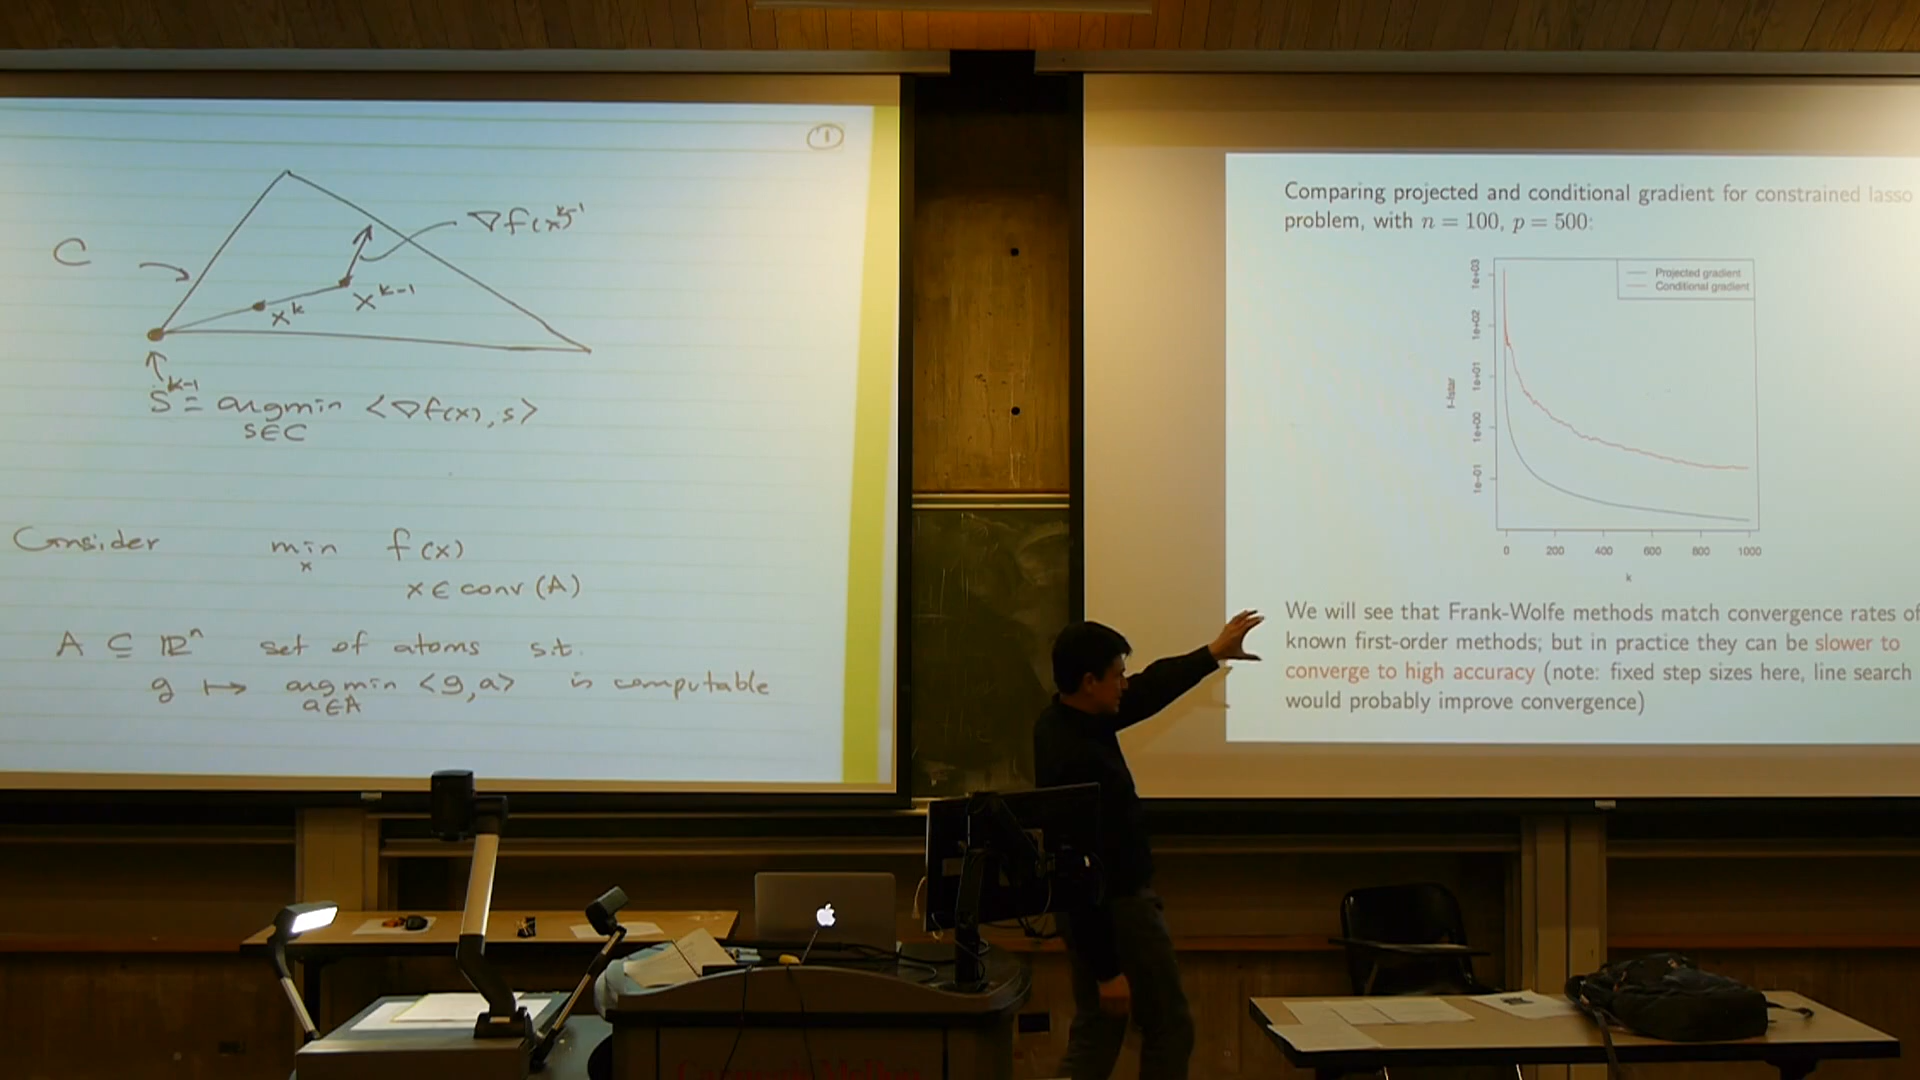 ①
C
∇f(x^{k-1})
x^{k-1}
x^k
s^{k-1} = argmin <∇f(x), s>
s∈C
Consider min f(x)
x
x ∈ conv(A)
A ⊆ ℝ^n set of atoms s.t.
g ↦ argmin <g,a> is computable
a∈A
Comparing projected and conditional gradient for constrained lasso
problem, with n = 100, p = 500:
Projected gradient
Conditional gradient
1e+03
1e+02
1e+01
1e+00
1e-01
f-fstar
0 200 400 600 800 1000
k
We will see that Frank-Wolfe methods match convergence rates of
known first-order methods; but in practice they can be slower to
converge to high accuracy (note: fixed step sizes here, line search
would probably improve convergence)